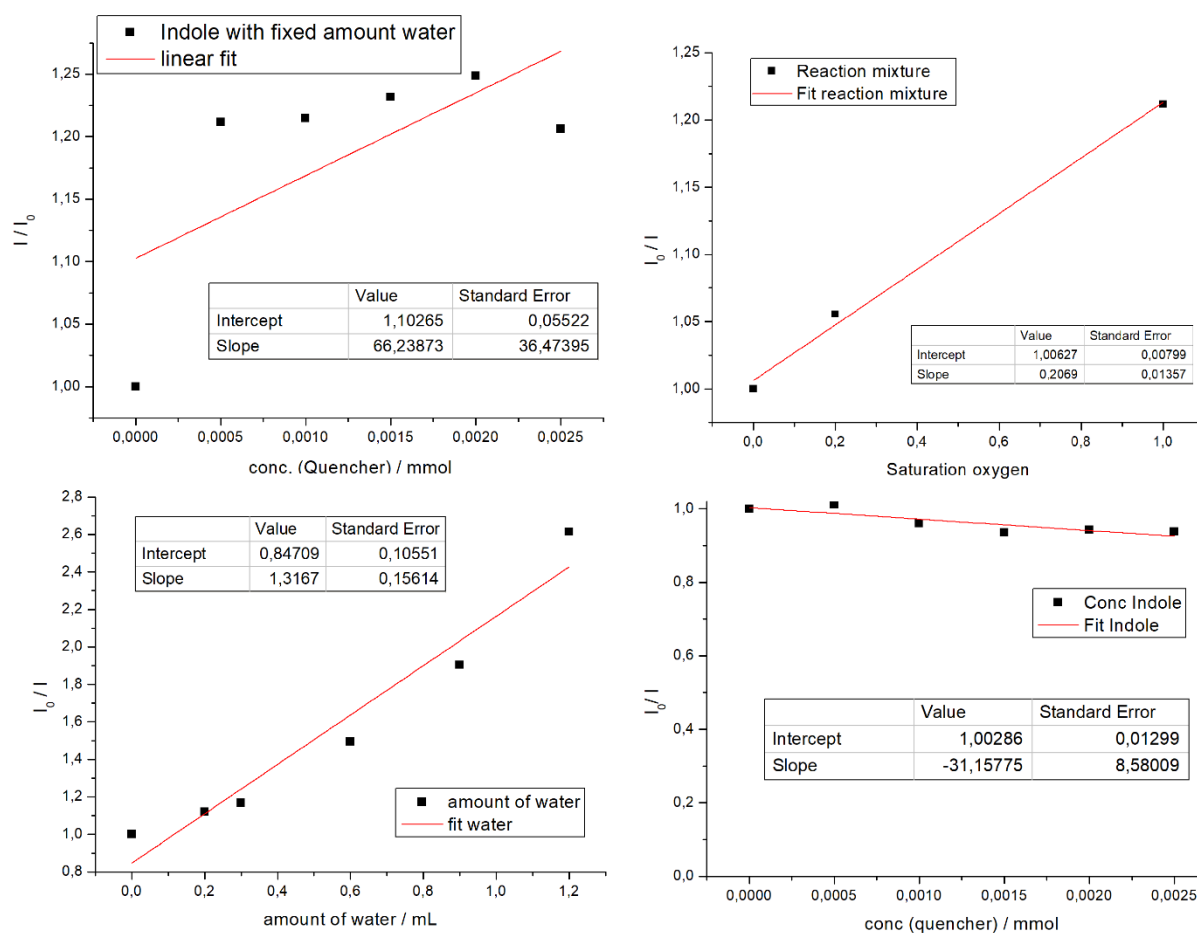 Indole with fixed amount water
linear fit
1,25
1,20
1,15
1,10
1,05
1,00
I / I0
Value Standard Error
Intercept 1,10265 0,05522
Slope 66,23873 36,47395
0,0000 0,0005 0,0010 0,0015 0,0020 0,0025
conc. (Quencher) / mmol
1,25
1,20
1,15
1,10
1,05
1,00
I0 / I
Reaction mixture
Fit reaction mixture
Value Standard Error
Intercept 1,00627 0,00799
Slope 0,2069 0,01357
0,0 0,2 0,4 0,6 0,8 1,0
Saturation oxygen
2,8
2,6
2,4
2,2
2,0
1,8
1,6
1,4
1,2
1,0
0,8
I0 / I
Value Standard Error
Intercept 0,84709 0,10551
Slope 1,3167 0,15614
amount of water
fit water
0,0 0,2 0,4 0,6 0,8 1,0 1,2
amount of water / mL
1,0
0,8
0,6
0,4
0,2
0,0
I0 / I
Conc Indole
Fit Indole
Value Standard Error
Intercept 1,00286 0,01299
Slope -31,15775 8,58009
0,0000 0,0005 0,0010 0,0015 0,0020 0,0025
conc (quencher) / mmol